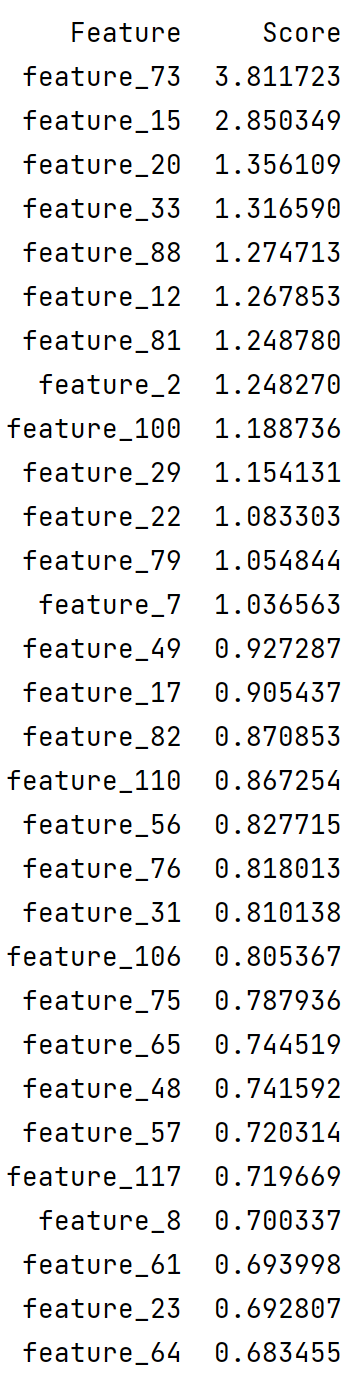 Feature Score
feature_73 3.811723
feature_15 2.850349
feature_20 1.356109
feature_33 1.316590
feature_88 1.274713
feature_12 1.267853
feature_81 1.248780
feature_2 1.248270
feature_100 1.188736
feature_29 1.154131
feature_22 1.083303
feature_79 1.054844
feature_7 1.036563
feature_49 0.927287
feature_17 0.905437
feature_82 0.870853
feature_110 0.867254
feature_56 0.827715
feature_76 0.818013
feature_31 0.810138
feature_106 0.805367
feature_75 0.787936
feature_65 0.744519
feature_48 0.741592
feature_57 0.720314
feature_117 0.719669
feature_8 0.700337
feature_61 0.693998
feature_23 0.692807
feature_64 0.683455